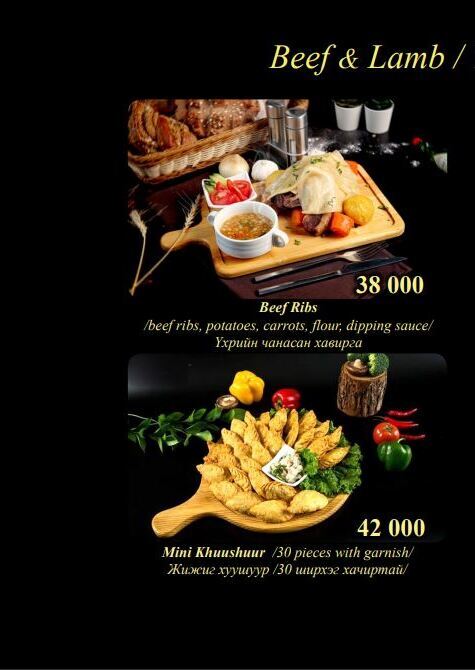 Beef & Lamb /
38 000
Beef Ribs
/beef ribs, potatoes, carrots, flour, dipping sauce/
Үхрийн чанасан хавирга
42 000
Mini Khuushuur /30 pieces with garnish/
Жижиг хуушуур /30 ширхэг хачиртай/